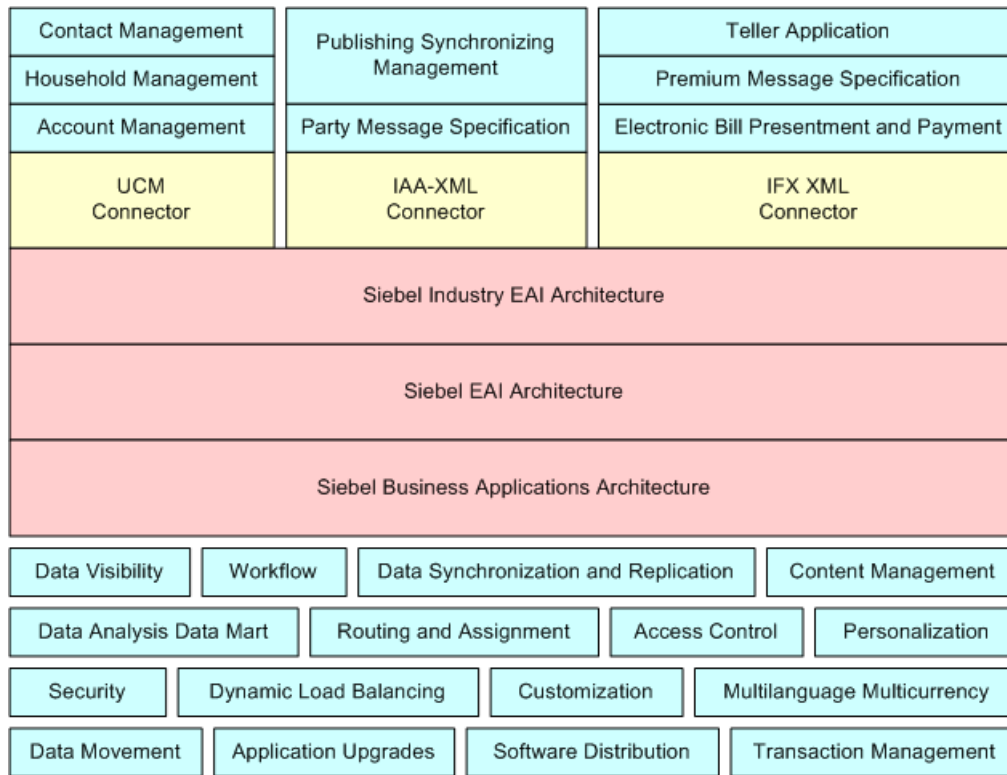 Contact Management
Household Management
Account Management
UCM
Connector
Publishing Synchronizing
Management
Party Message Specification
IAA-XML
Connector
Teller Application
Premium Message Specification
Electronic Bill Presentment and Payment
IFX XML
Connector
Siebel Industry EAI Architecture
Siebel EAI Architecture
Siebel Business Applications Architecture
Data Visibility
Workflow
Data Synchronization and Replication
Content Management
Data Analysis Data Mart
Routing and Assignment
Access Control
Personalization
Security
Dynamic Load Balancing
Customization
Multilanguage Multicurrency
Data Movement
Application Upgrades
Software Distribution
Transaction Management